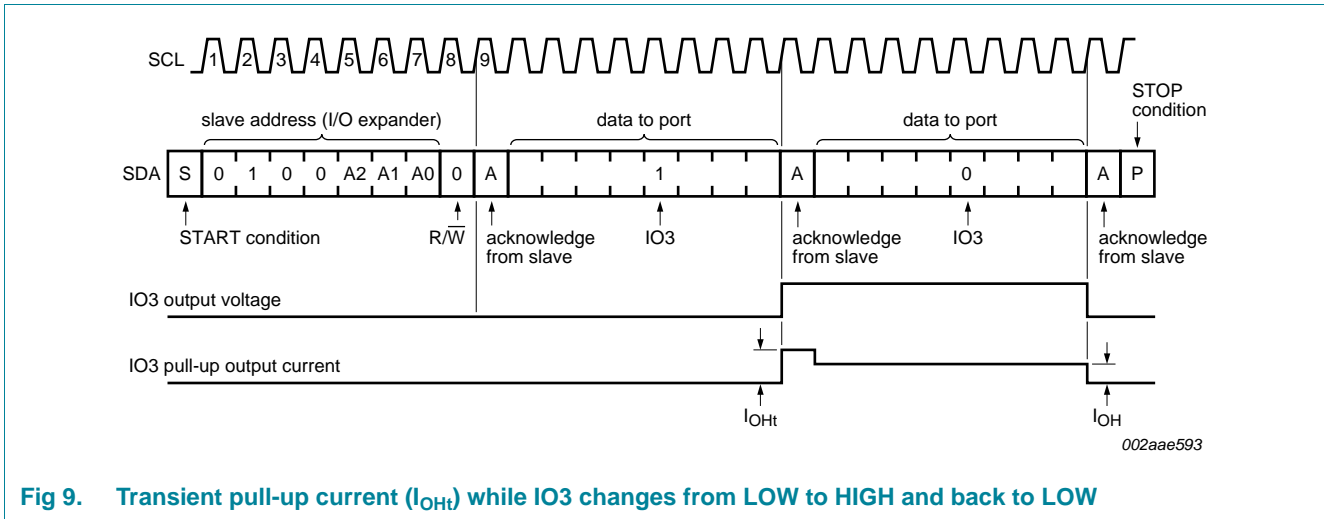 SCL 1 2 3 4 5 6 7 8 9
STOP
condition
slave address (I/O expander) data to port data to port
SDA S 0 1 0 0 A2 A1 A0 0 A 1 A 0 A P
START condition R/W̅ acknowledge
from slave IO3 acknowledge
from slave IO3 acknowledge
from slave
IO3 output voltage
IO3 pull-up output current
IOHt IOH
002aae593
Fig 9. Transient pull-up current (IOHt) while IO3 changes from LOW to HIGH and back to LOW